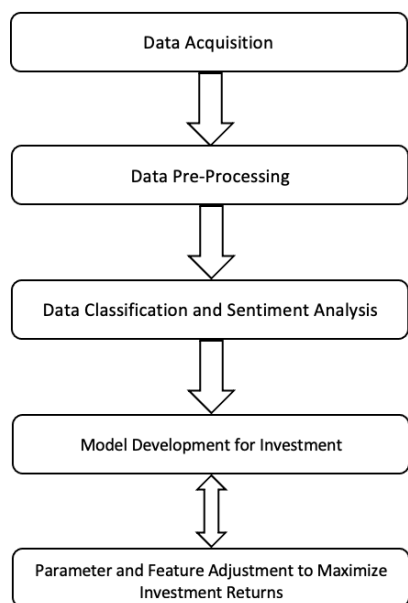 Data Acquisition
Data Pre-Processing
Data Classification and Sentiment Analysis
Model Development for Investment
Parameter and Feature Adjustment to Maximize
Investment Returns